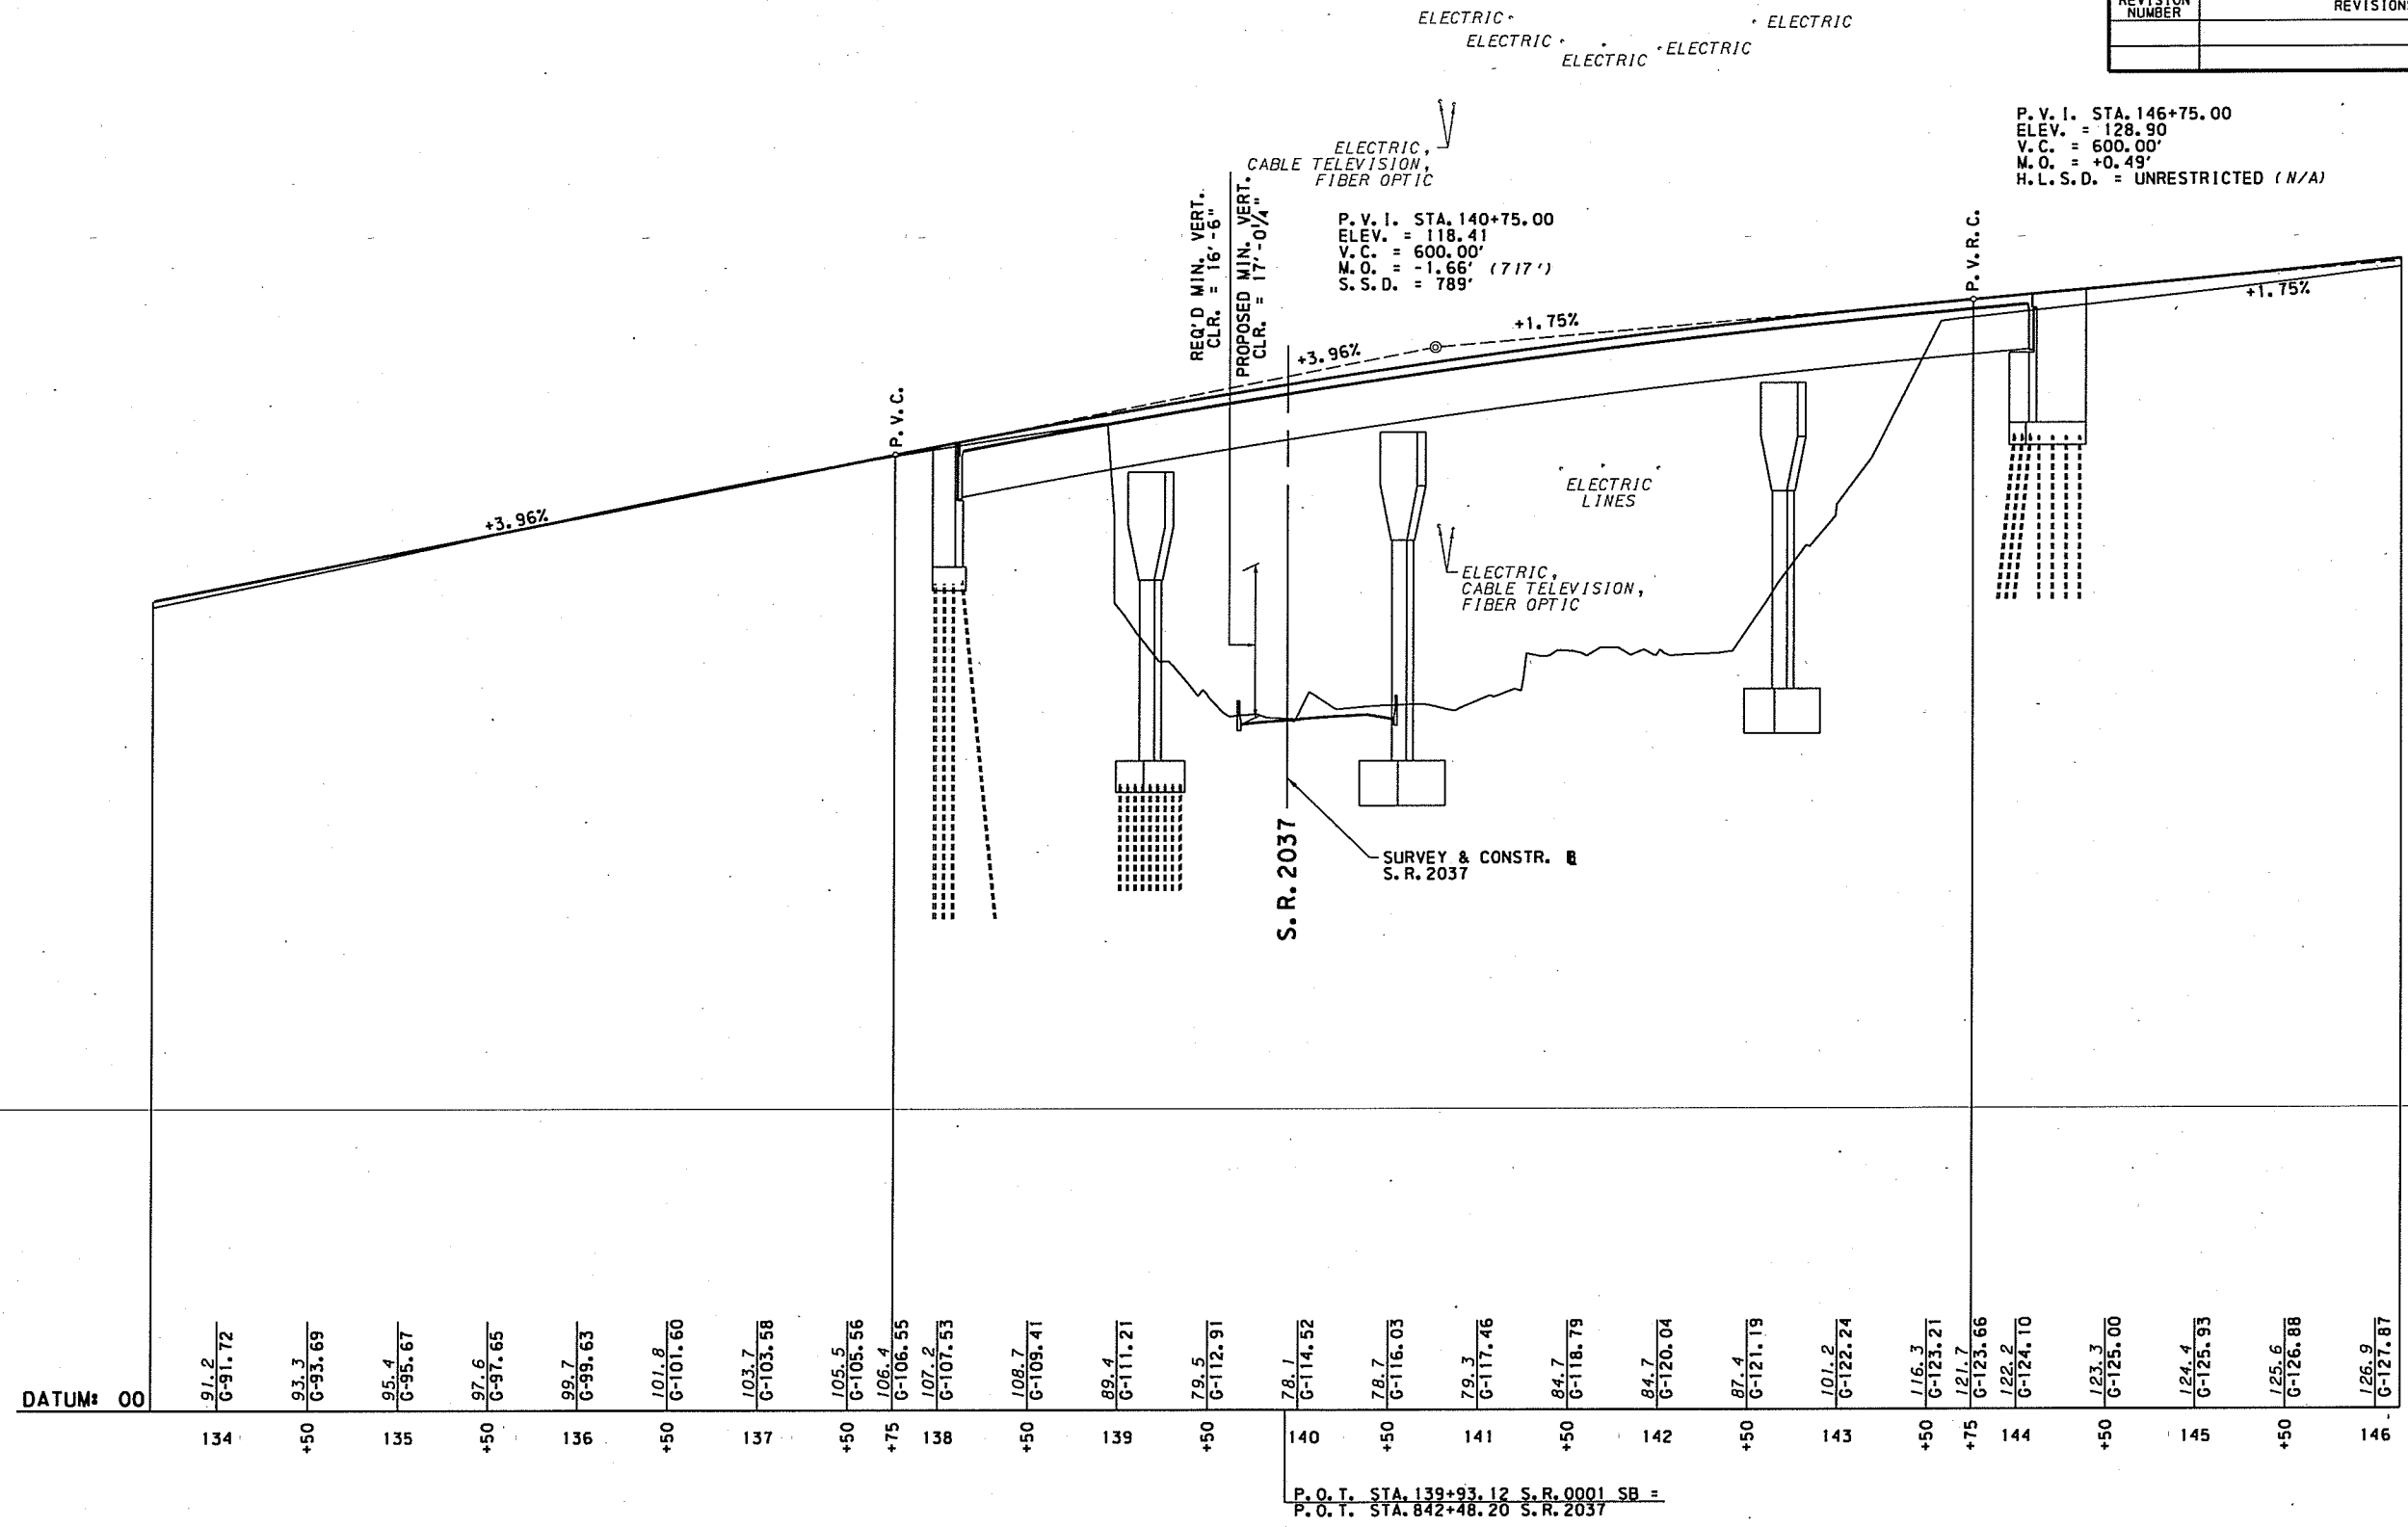 REVISION
NUMBER
ELECTRIC
ELECTRIC
ELECTRIC
ELECTRIC
ELECTRIC
P.V.I. STA. 146+75.00
ELEV. = 128.90
V.C. = 600.00'
M.O. = +0.49'
H.L.S.D. = UNRESTRICTED (N/A)
ELECTRIC,
CABLE TELEVISION,
FIBER OPTIC
REQ'D MIN. VERT.
CLR. = 16'-6"
PROPOSED MIN. VERT.
CLR. = 17'-0¼"
P.V.I. STA. 140+75.00
ELEV. = 118.41
V.C. = 600.00'
M.O. = -1.66' (717')
S.S.D. = 789'
P.V.R.C.
+1.75%
+1.75%
+3.96%
P.V.C.
+3.96%
ELECTRIC
LINES
ELECTRIC,
CABLE TELEVISION,
FIBER OPTIC
S.R. 2037
SURVEY & CONSTR. B
S.R. 2037
DATUM: 00
91.2
G-91.72
93.3
G-93.69
95.4
G-95.67
97.6
G-97.65
99.7
G-99.63
101.8
G-101.60
103.7
G-103.58
105.5
G-105.56
106.4
G-106.55
107.2
G-107.53
108.7
G-109.41
89.4
G-111.21
79.5
G-112.91
78.1
G-114.52
78.7
G-116.03
79.3
G-117.46
84.7
G-118.79
84.7
G-120.04
87.4
G-121.19
101.2
G-122.24
116.3
G-123.21
121.7
G-123.66
122.2
G-124.10
123.3
G-125.00
124.4
G-125.93
125.6
G-126.88
126.9
G-127.87
134 +50 135 +50 136 +50 137 +50 +75 138 +50 139 +50 140 +50 141 +50 142 +50 143 +50 +75 144 +50 145 +50 146
P.O.T. STA. 139+93.12 S.R. 0001 SB =
P.O.T. STA. 842+48.20 S.R. 2037